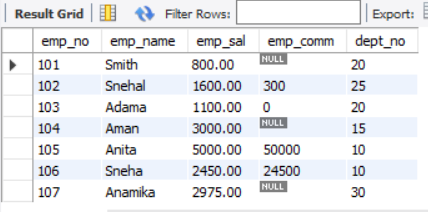 Result Grid Filter Rows: Export:
emp_no emp_name emp_sal emp_comm dept_no
101 Smith 800.00 NULL 20
102 Snehal 1600.00 300 25
103 Adama 1100.00 0 20
104 Aman 3000.00 NULL 15
105 Anita 5000.00 50000 10
106 Sneha 2450.00 24500 10
107 Anamika 2975.00 NULL 30